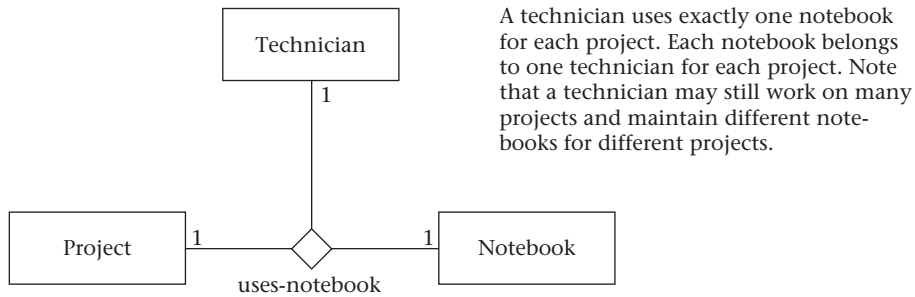 Technician
1
A technician uses exactly one notebook
for each project. Each notebook belongs
to one technician for each project. Note
that a technician may still work on many
projects and maintain different note-
books for different projects.
Project
1
1
Notebook
uses-notebook